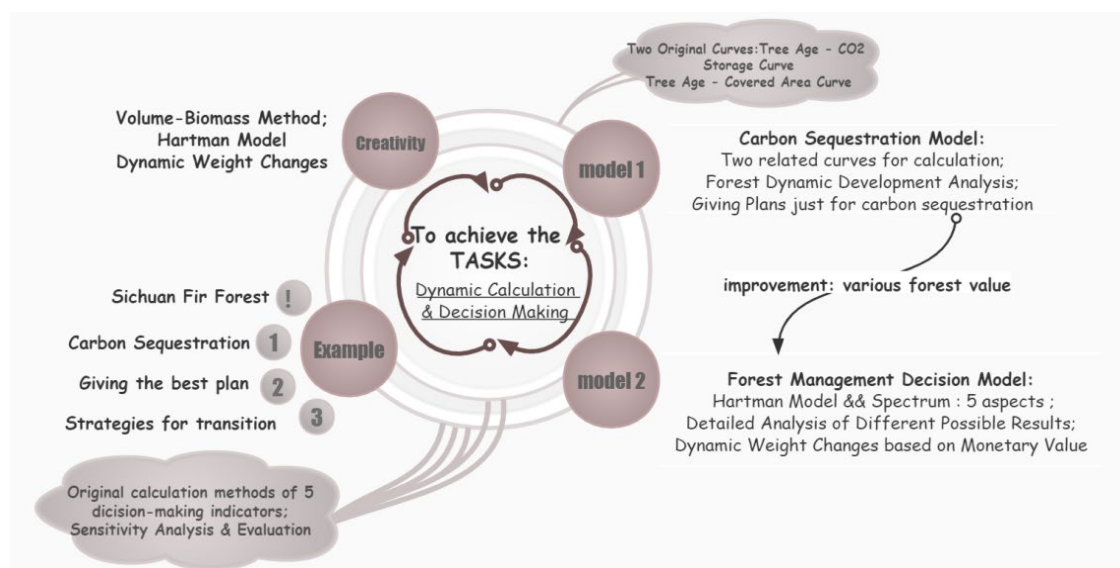 Two Original Curves:Tree Age - CO2
Storage Curve
Tree Age - Covered Area Curve
Volume-Biomass Method;
Hartman Model
Dynamic Weight Changes
Creativity
model 1
Carbon Sequestration Model:
Two related curves for calculation;
Forest Dynamic Development Analysis;
Giving Plans just for carbon sequestration
To achieve the
TASKS:
Dynamic Calculation
& Decision Making
improvement: various forest value
Sichuan Fir Forest !
Carbon Sequestration 1
Giving the best plan 2
Strategies for transition 3
Example
model 2
Forest Management Decision Model:
Hartman Model && Spectrum : 5 aspects ;
Detailed Analysis of Different Possible Results;
Dynamic Weight Changes based on Monetary Value
Original calculation methods of 5
dicision-making indicators;
Sensitivity Analysis & Evaluation